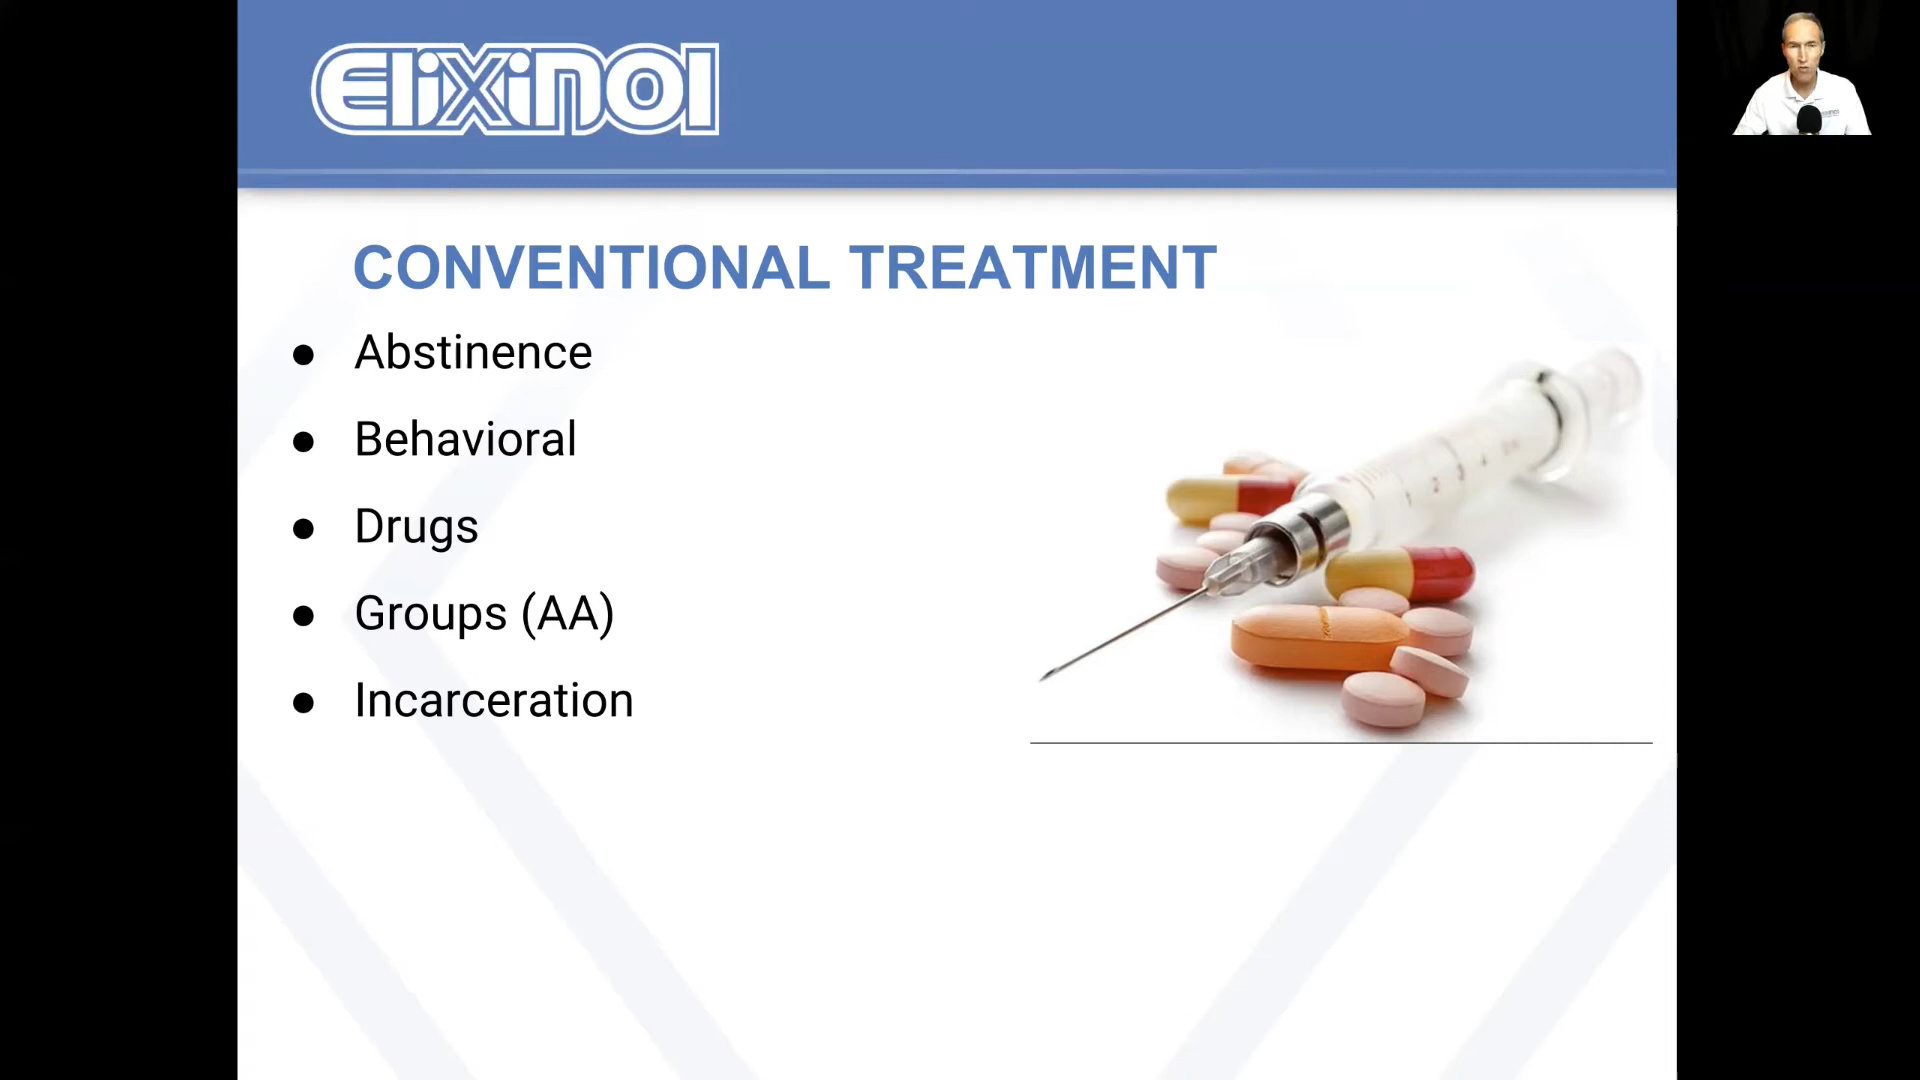 Elixinol
CONVENTIONAL TREATMENT
● Abstinence
● Behavioral
● Drugs
● Groups (AA)
● Incarceration